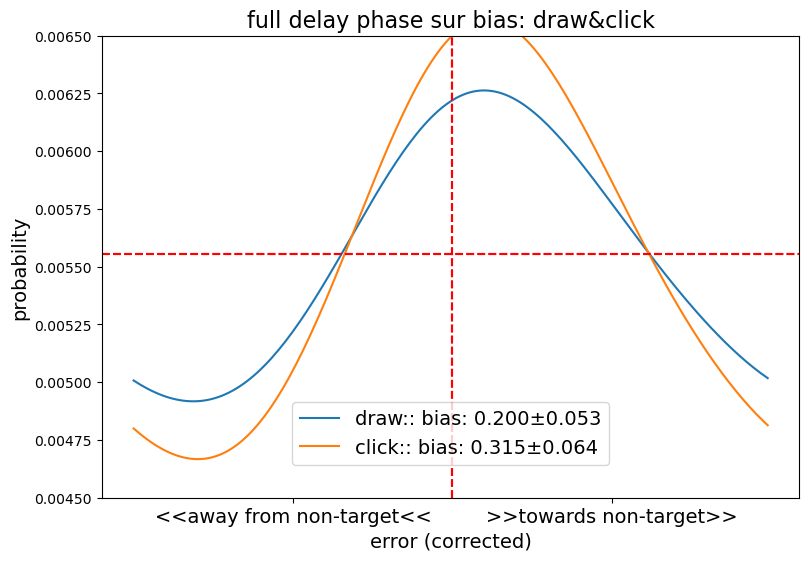 full delay phase sur bias: draw&click
probability
0.00650
0.00625
0.00600
0.00575
0.00550
0.00525
0.00500
0.00475
0.00450
draw:: bias: 0.200±0.053
click:: bias: 0.315±0.064
<<away from non-target<< >>towards non-target>>
error (corrected)